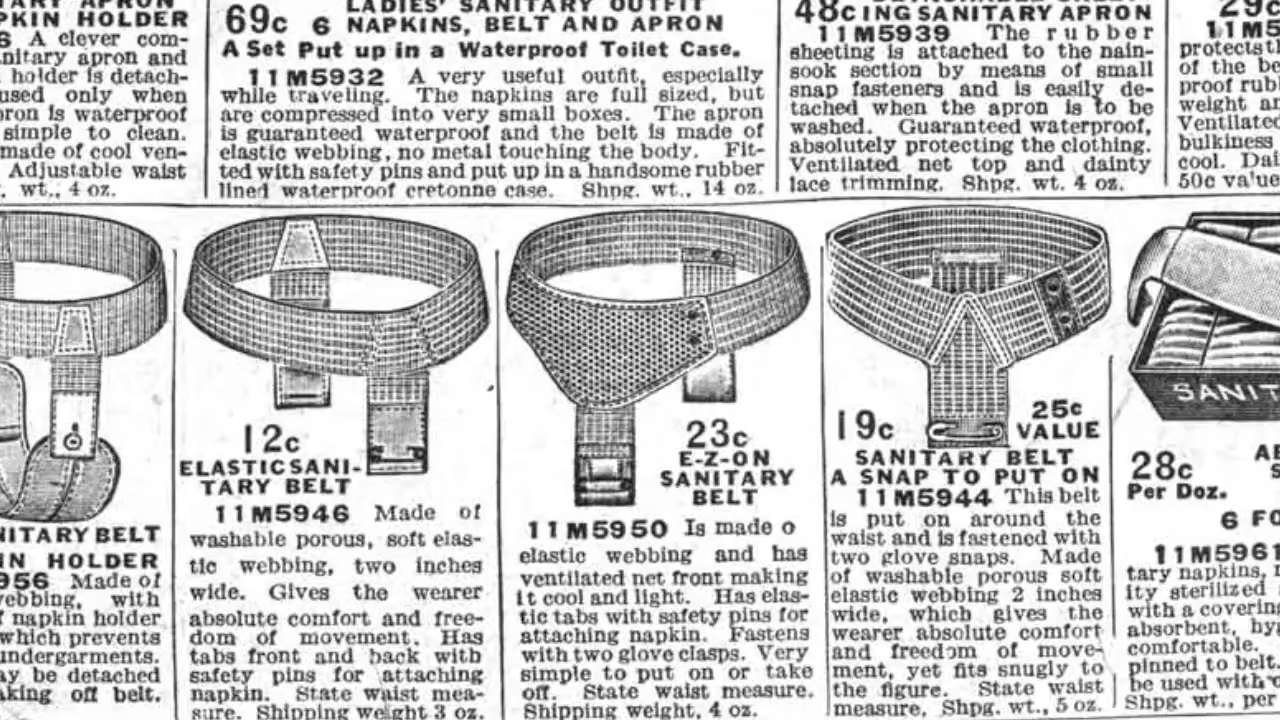 KIN HOLDER
A clever com-
nitary apron and
holder is detach-
used only when
pron is waterproof
simple to clean.
made of cool ven-
Adjustable waist
wt., 4 oz.
69c
LADIES' SANITARY OUTFIT
6 NAPKINS, BELT AND APRON
A Set Put up in a Waterproof Toilet Case.
11M5932 A very useful outfit, especially
while traveling. The napkins are full sized, but
are compressed into very small boxes. The apron
is guaranteed waterproof and the belt is made of
elastic webbing, no metal touching the body. Fit-
ted with safety pins and put up in a handsome rubber
lined waterproof cretonne case. Shpg. wt., 14 oz.
48c ING SANITARY APRON
11M5939 The rubber
sheeting is attached to the nain-
sook section by means of small
snap fasteners and is easily de-
tached when the apron is to be
washed. Guaranteed waterproof,
absolutely protecting the clothing.
Ventilated net top and dainty
lace trimming. Shpg. wt. 4 oz.
29c
11M5
protects t
of the be
proof rub
weight an
Ventilated
bulkiness
cool. Dai
50c value
NITARY BELT
IN HOLDER
956 Made of
webbing, with
f napkin holder
which prevents
undergarments.
ay be detached
aking off belt.
12c
ELASTIC SANI-
TARY BELT
11M5946 Made of
washable porous, soft elas-
tic webbing, two inches
wide. Gives the wearer
absolute comfort and free-
dom of movement. Has
tabs front and back with
safety pins for attaching
napkin. State waist mea-
sure. Shipping weight 3 oz.
23c
E-Z-ON
SANITARY
BELT
11M5950 Is made o
elastic webbing and has
ventilated net front making
it cool and light. Has elas-
tic tabs with safety pins for
attaching napkin. Fastens
with two glove clasps. Very
simple to put on or take
off. State waist measure.
Shipping weight, 4 oz.
19c
25c
VALUE
SANITARY BELT
A SNAP TO PUT ON
11M5944 This belt
is put on around the
waist and is fastened with
two glove snaps. Made
of washable porous soft
elastic webbing 2 inches
wide, which gives the
wearer absolute comfort
and freedom of move-
ment, yet fits snugly to
the figure. State waist
measure. Shpg. wt., 5 oz.
SANIT
28c
Per Doz.
6 FO
11M5961
tary napkins,
ity sterilized
with a coverin
absorbent, hy
comfortable.
pinned to belt
be used with
Shpg. wt., per